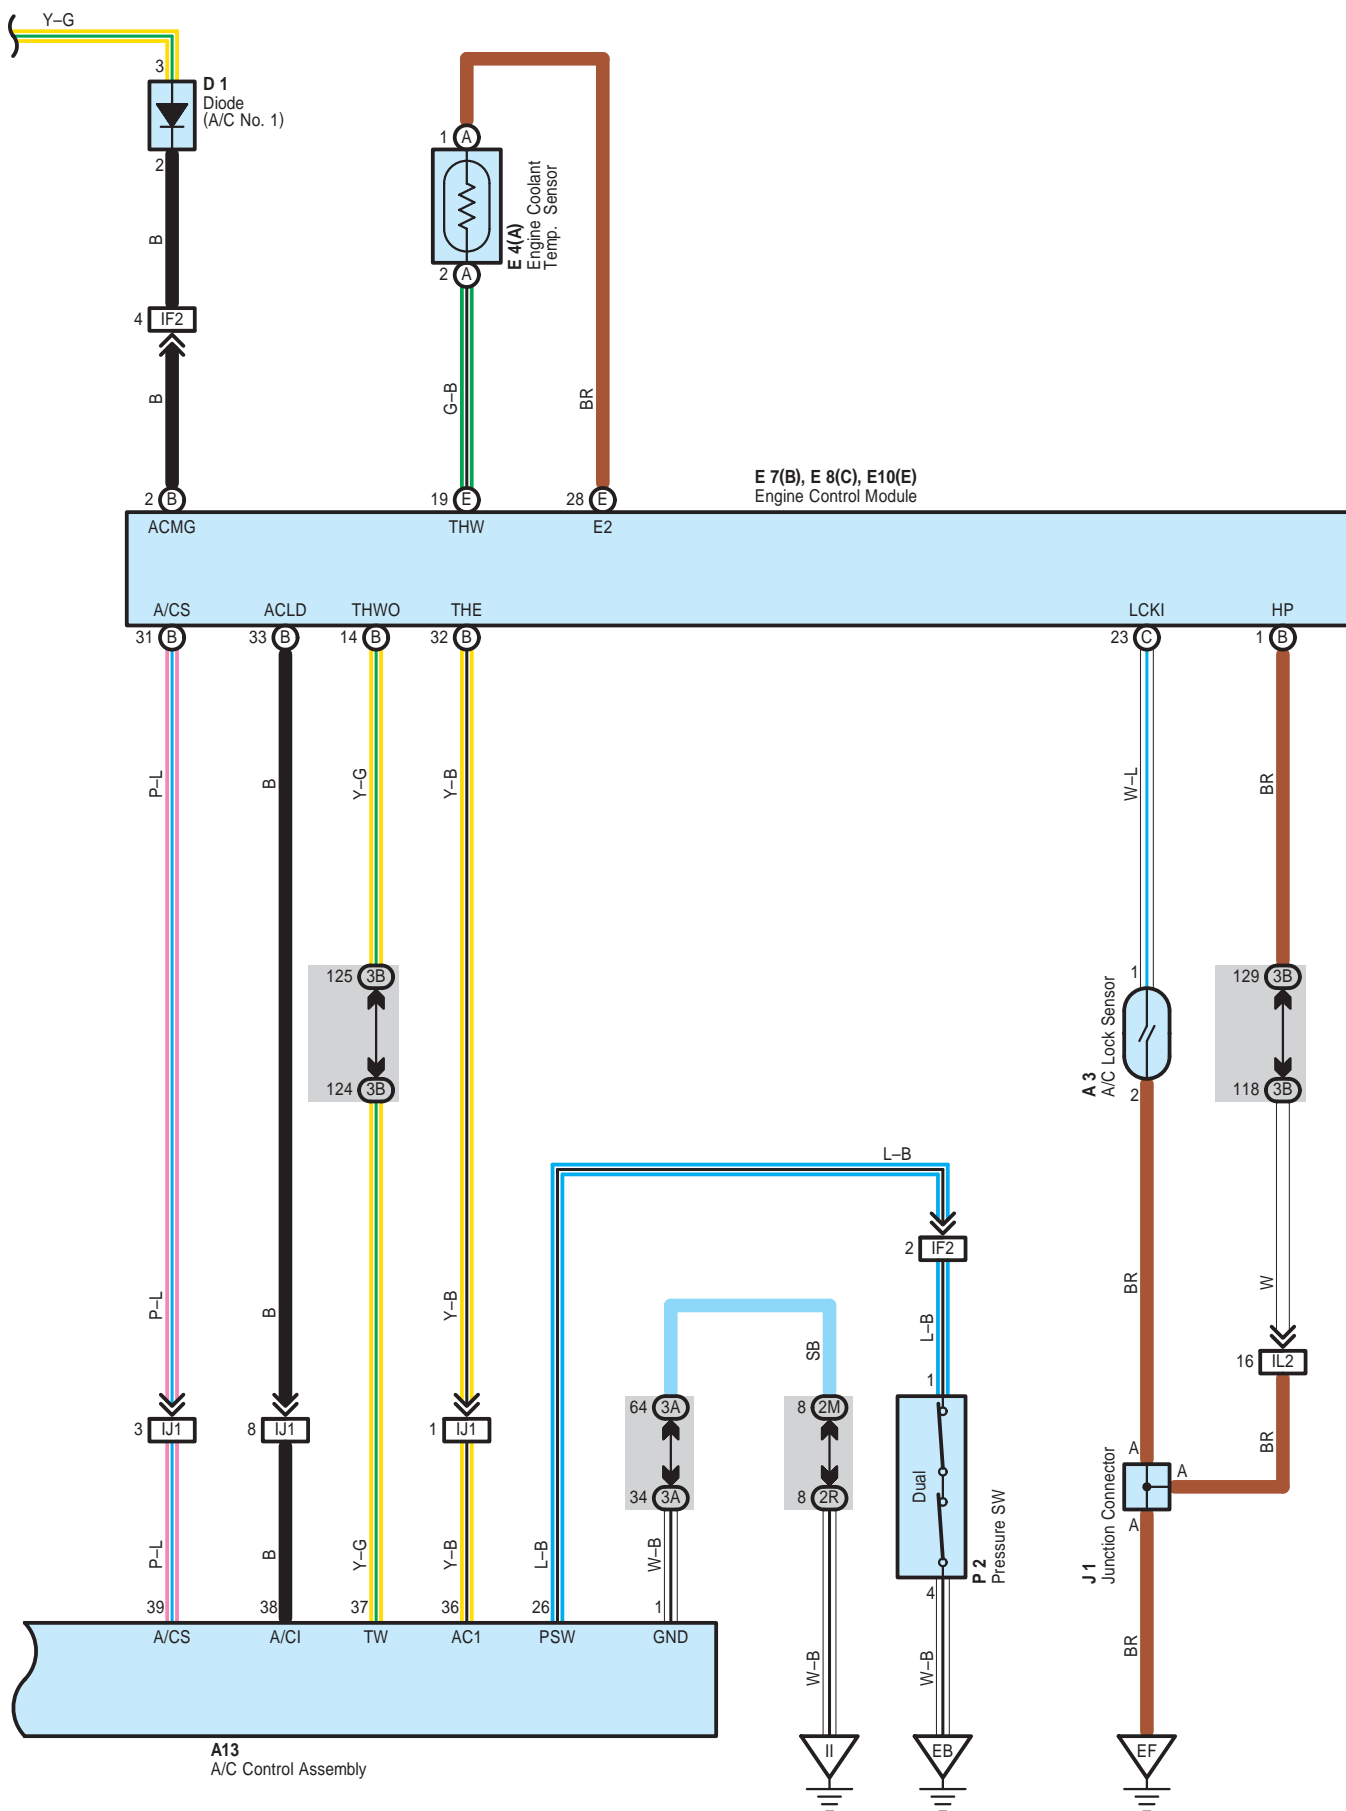 Y–G
3
D 1
Diode
(A/C No. 1)
2
B
4 IF2
B
1 A
E 4(A)
Engine Coolant
Temp. Sensor
2 A
G–B
BR
E 7(B), E 8(C), E10(E)
Engine Control Module
2 B
19 E
28 E
ACMG
THW
E2
A/CS
ACLD
THWO
THE
LCKI
HP
31 B
33 B
14 B
32 B
23 C
1 B
P–L
B
Y–G
Y–B
W–L
BR
125 3B
124 3B
1
A 3
A/C Lock Sensor
2
129 3B
118 3B
L–B
2 IF2
P–L
B
Y–B
SB
L–B
BR
W
16 IL2
3 IJ1
8 IJ1
1 IJ1
64 3A
34 3A
8 2M
8 2R
1
Dual
P 2
Pressure SW
4
A
A
A
BR
J 1
Junction Connector
P–L
B
Y–G
Y–B
L–B
W–B
W–B
W–B
BR
39
38
37
36
26
1
A/CS
A/CI
TW
AC1
PSW
GND
A13
A/C Control Assembly
II
EB
EF